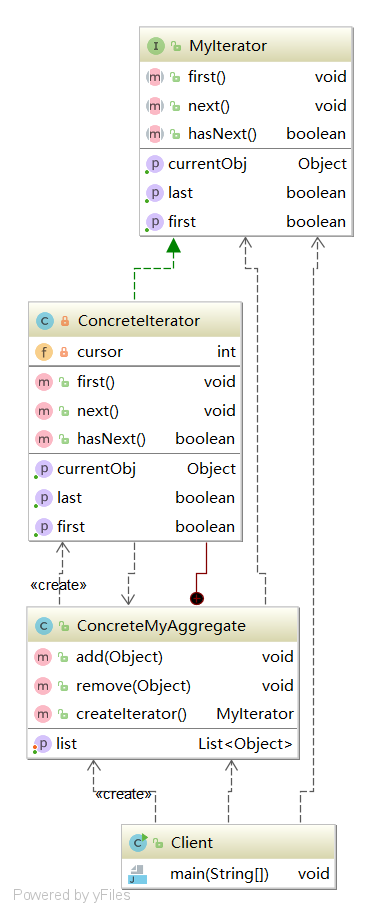 I MyIterator
m first() void
m next() void
m hasNext() boolean
p currentObj Object
p last boolean
p first boolean
C ConcreteIterator
f cursor int
m first() void
m next() void
m hasNext() boolean
p currentObj Object
p last boolean
p first boolean
«create»
C ConcreteMyAggregate
m add(Object) void
m remove(Object) void
m createIterator() MyIterator
p list List<Object>
«create»
C Client
J main(String[]) void
Powered by yFiles